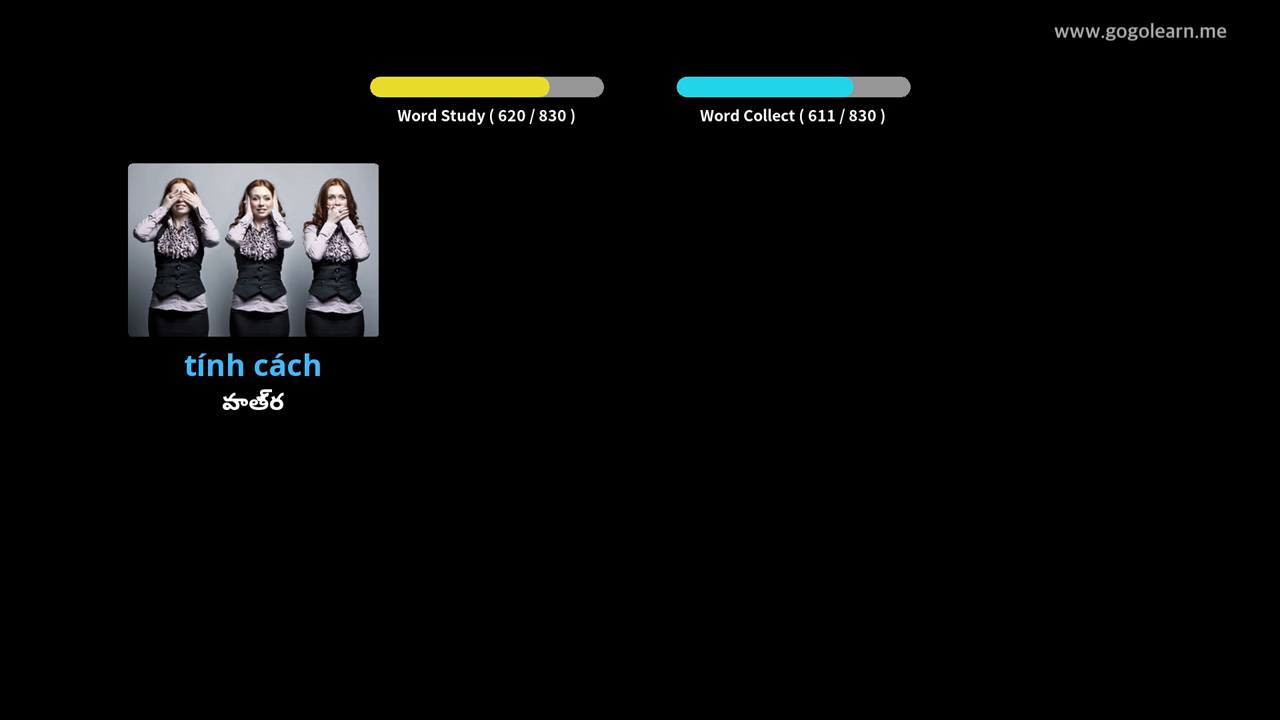 www.gogolearn.me
Word Study ( 620 / 830 )
Word Collect ( 611 / 830 )
tính cách
పాత్ర